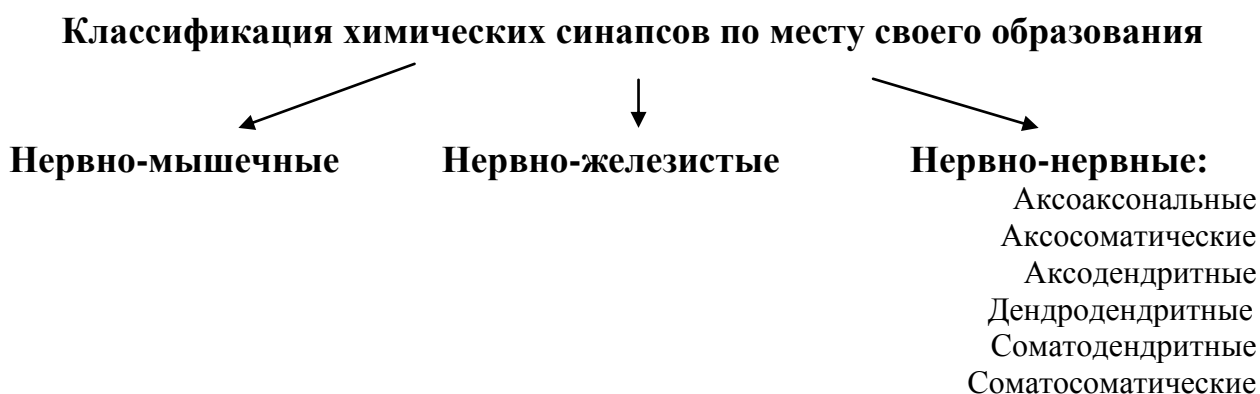 Классификация химических синапсов по месту своего образования
Нервно-мышечные Нервно-железистые Нервно-нервные:
Аксоаксональные
Аксосоматические
Аксодендритные
Дендродендритные
Соматодендритные
Соматосоматические